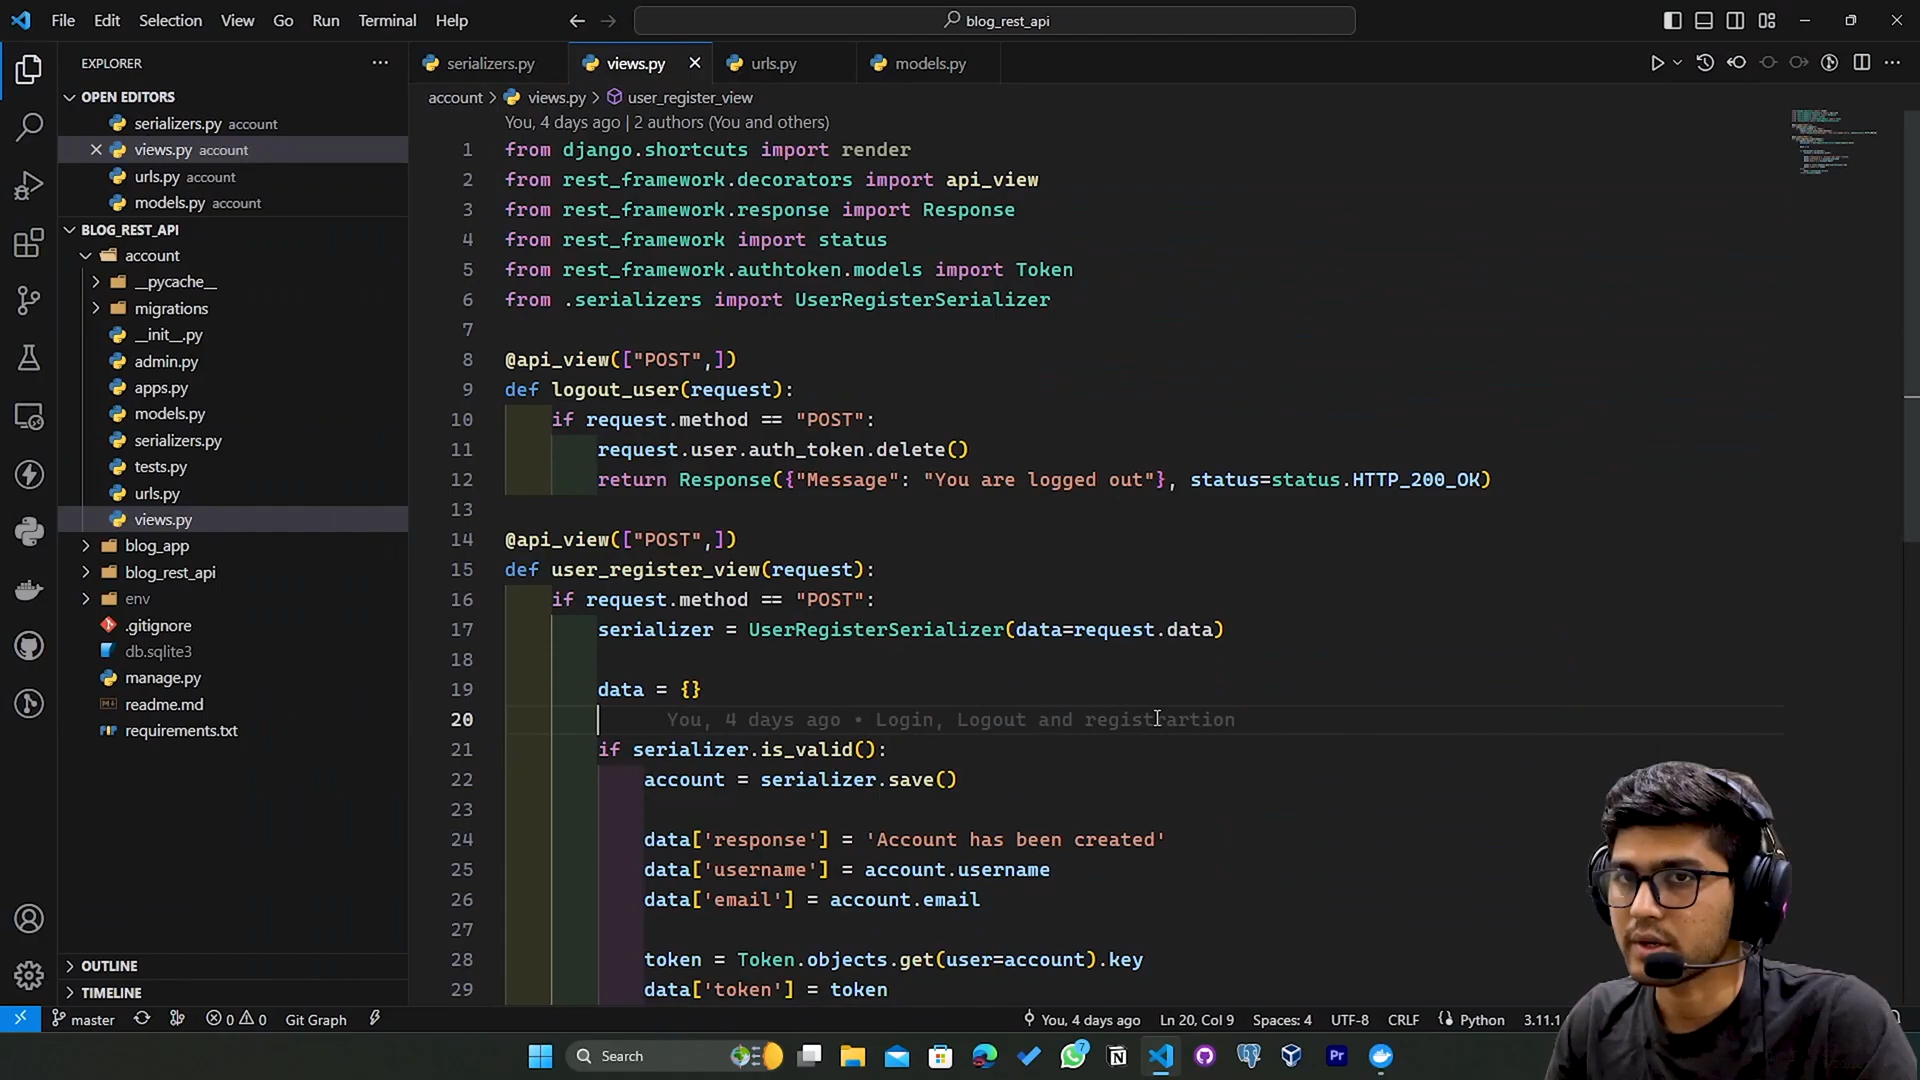 File Edit Selection View Go Run Terminal Help
blog_rest_api
EXPLORER
OPEN EDITORS
serializers.py account
views.py account
urls.py account
models.py account
BLOG_REST_API
account
__pycache__
migrations
__init__.py
admin.py
apps.py
models.py
serializers.py
tests.py
urls.py
views.py
blog_app
blog_rest_api
env
.gitignore
db.sqlite3
manage.py
readme.md
requirements.txt
OUTLINE
TIMELINE
serializers.py views.py urls.py models.py
account > views.py > user_register_view
You, 4 days ago | 2 authors (You and others)
1 from django.shortcuts import render
2 from rest_framework.decorators import api_view
3 from rest_framework.response import Response
4 from rest_framework import status
5 from rest_framework.authtoken.models import Token
6 from .serializers import UserRegisterSerializer
7
8 @api_view(["POST",])
9 def logout_user(request):
10 if request.method == "POST":
11 request.user.auth_token.delete()
12 return Response({"Message": "You are logged out"}, status=status.HTTP_200_OK)
13
14 @api_view(["POST",])
15 def user_register_view(request):
16 if request.method == "POST":
17 serializer = UserRegisterSerializer(data=request.data)
18
19 data = {}
20 You, 4 days ago • Login, Logout and registrartion
21 if serializer.is_valid():
22 account = serializer.save()
23
24 data['response'] = 'Account has been created'
25 data['username'] = account.username
26 data['email'] = account.email
27
28 token = Token.objects.get(user=account).key
29 data['token'] = token
master 0 0 Git Graph You, 4 days ago Ln 20, Col 9 Spaces: 4 UTF-8 CRLF Python 3.11.1
Search 7 Pr